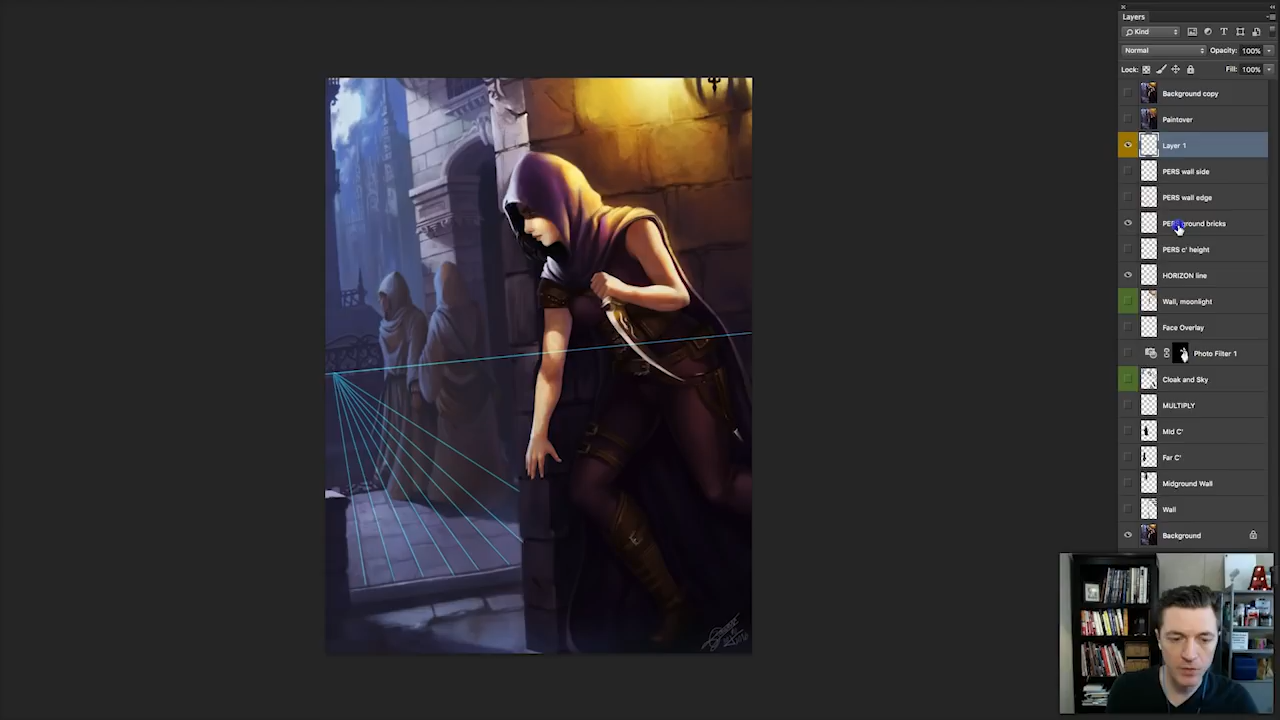 Layers
Kind
Normal
Opacity: 100%
Lock:
Fill: 100%
Background copy
Paintover
Layer 1
PERS wall side
PERS wall edge
ground bricks
PERS c' height
HORIZON line
Wall, moonlight
Face Overlay
Photo Filter 1
Cloak and Sky
MULTIPLY
Mid C'
Far C'
Midground Wall
Wall
Background